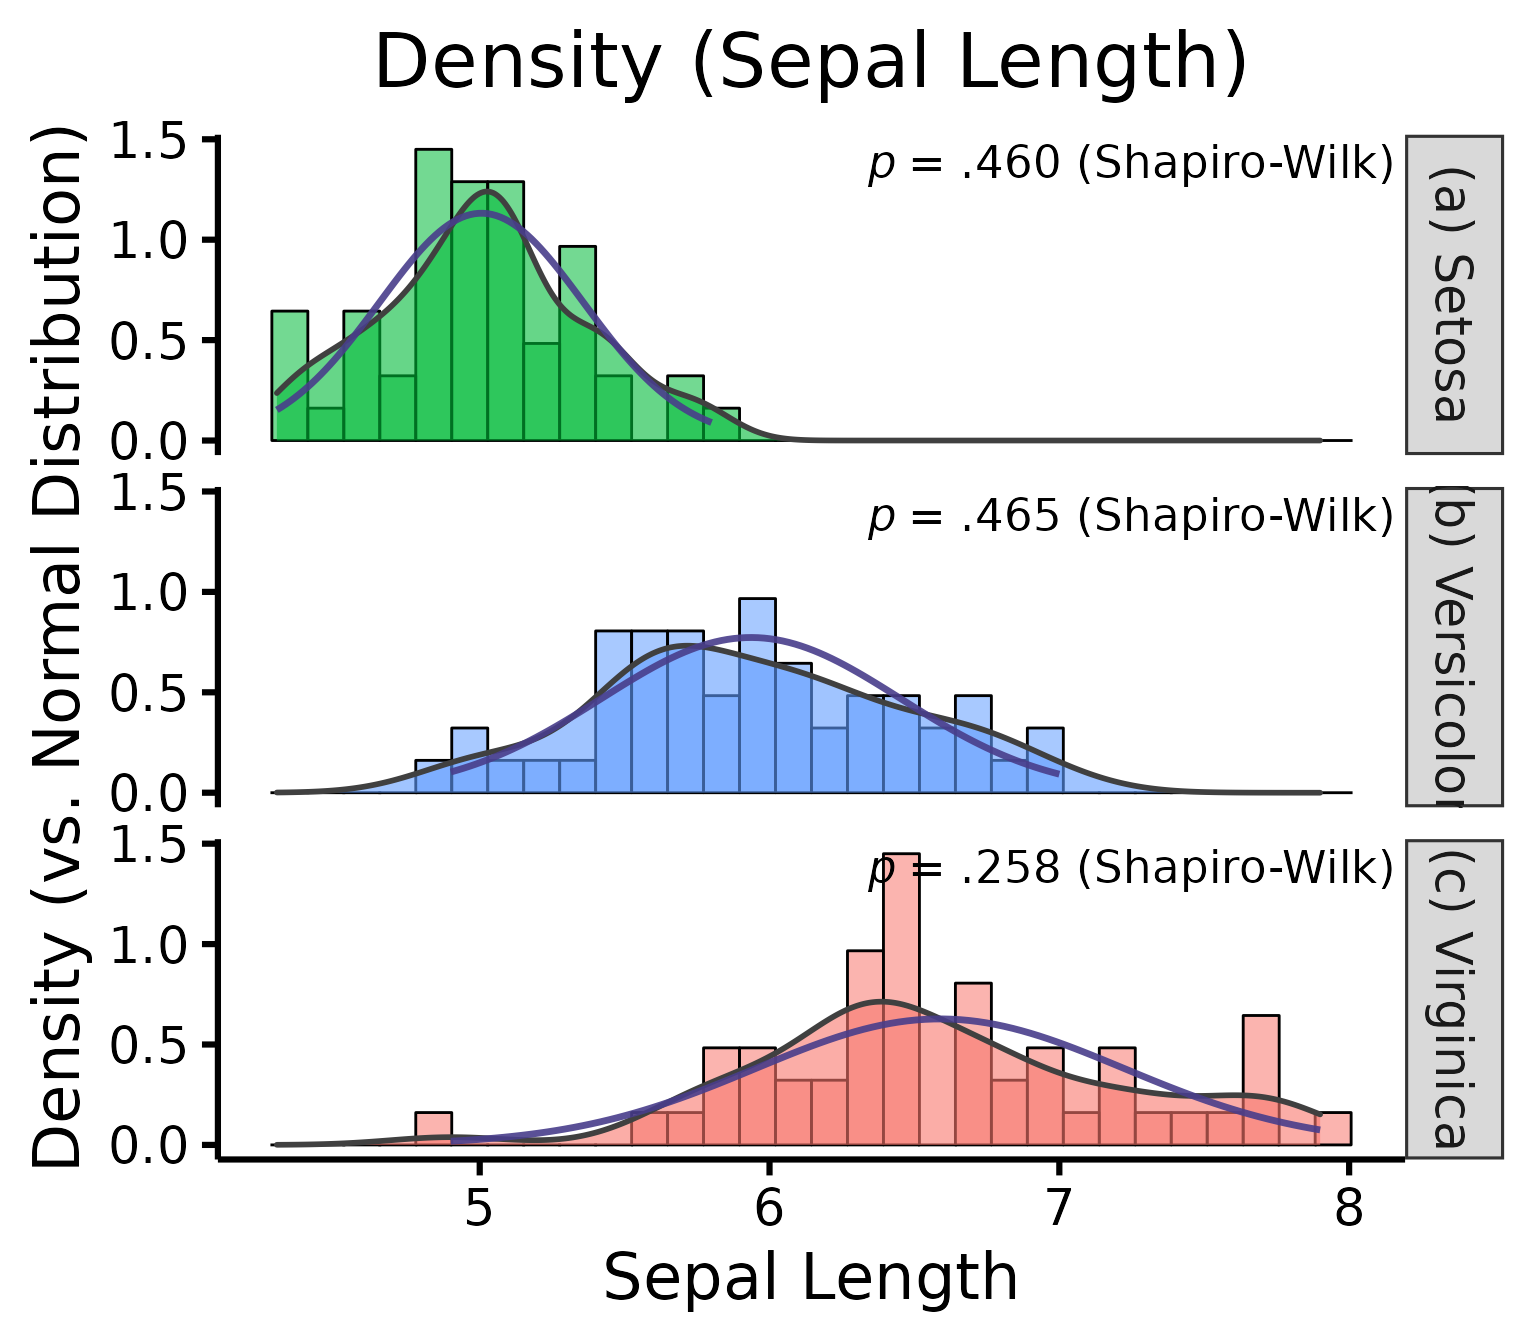 Density (Sepal Length)
Density (vs. Normal Distribution)
1.5
1.0
0.5
0.0
p = .460 (Shapiro-Wilk)
(a) Setosa
1.5
1.0
0.5
0.0
p = .465 (Shapiro-Wilk)
(b) Versicolor
1.5
1.0
0.5
0.0
p = .258 (Shapiro-Wilk)
(c) Virginica
5 6 7 8
Sepal Length